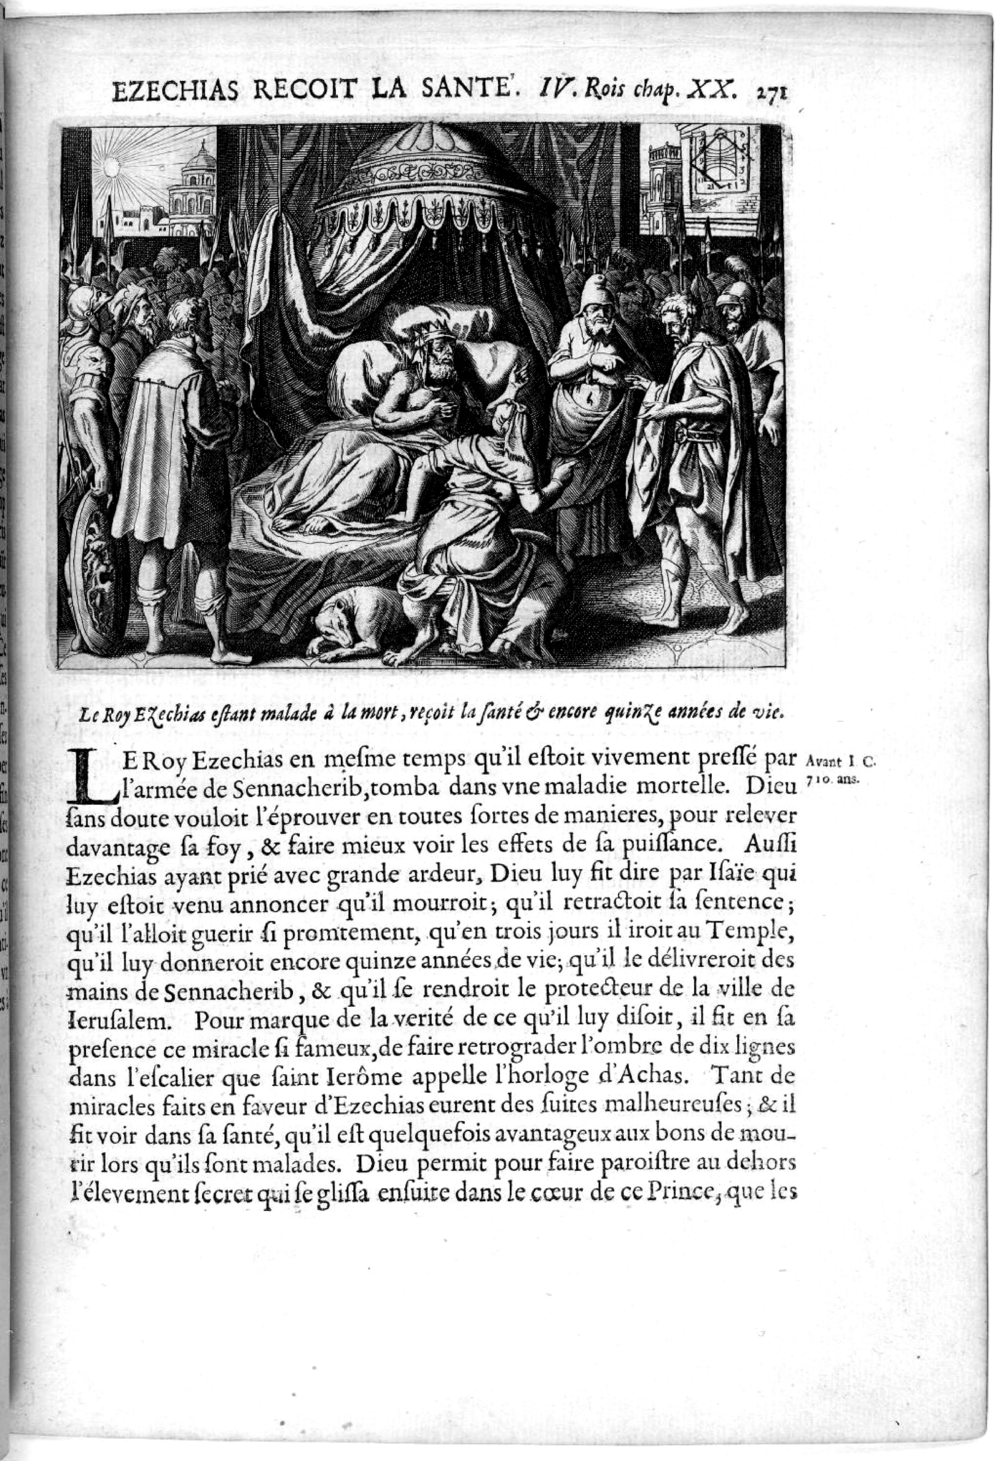 EZECHIAS RECOIT LA SANTE'. IV. Rois chap. XX. 271
Le Roy Ezechias eſtant malade à la mort, reçoit la ſanté & encore quinze années de vie.
LE Roy Ezechias en meſme temps qu'il eſtoit vivement preſſé par
l'armée de Sennacherib, tomba dans vne maladie mortelle. Dieu
ſans doute vouloit l'éprouver en toutes ſortes de manieres, pour relever
davantage ſa foy, & faire mieux voir les effets de ſa puiſſance. Auſſi
Ezechias ayant prié avec grande ardeur, Dieu luy fit dire par Iſaïe qui
luy eſtoit venu annoncer qu'il mourroit; qu'il retractoit ſa ſentence;
qu'il l'alloit guerir ſi promtement, qu'en trois jours il iroit au Temple,
qu'il luy donneroit encore quinze années de vie; qu'il le délivreroit des
mains de Sennacherib, & qu'il ſe rendroit le protecteur de la ville de
Ieruſalem. Pour marque de la verité de ce qu'il luy diſoit, il fit en ſa
preſence ce miracle ſi fameux, de faire retrograder l'ombre de dix lignes
dans l'eſcalier que ſaint Ierôme appelle l'horloge d'Achas. Tant de
miracles faits en faveur d'Ezechias eurent des ſuites malheureuſes; & il
fit voir dans ſa ſanté, qu'il eſt quelquefois avantageux aux bons de mou-
rir lors qu'ils ſont malades. Dieu permit pour faire paroiſtre au dehors
l'élevement ſecret qui ſe gliſſa enſuite dans le cœur de ce Prince, que les
Avant I. C.
710. ans.